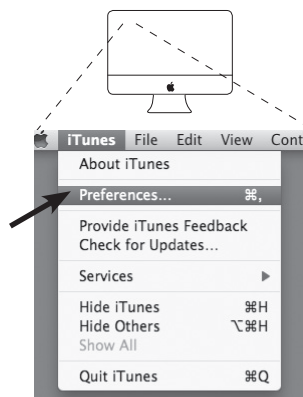 iTunes File Edit View Cont
About iTunes
Preferences... ⌘,
Provide iTunes Feedback
Check for Updates...
Services ▶
Hide iTunes ⌘H
Hide Others ⌥⌘H
Show All
Quit iTunes ⌘Q